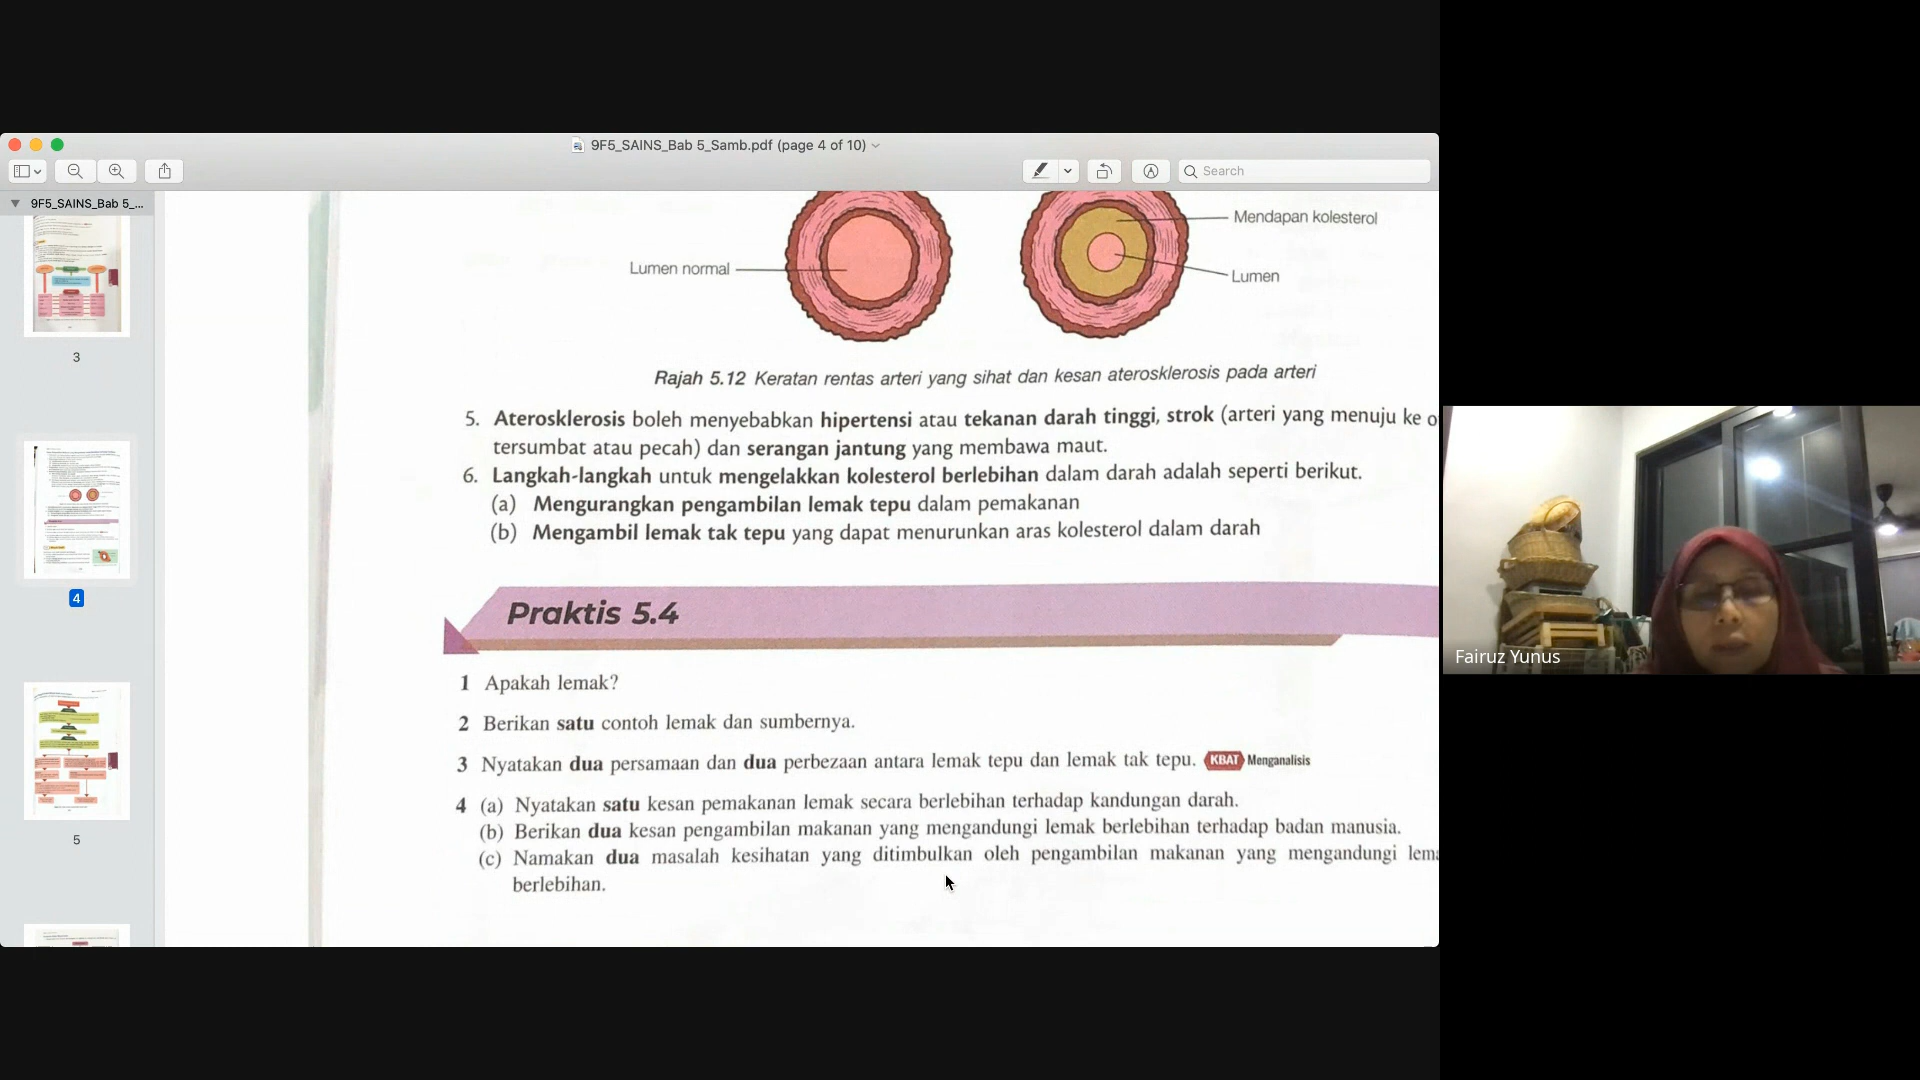 9F5_SAINS_Bab 5_Samb.pdf (page 4 of 10)
Search
9F5_SAINS_Bab 5_...
3
4
5
Mendapan kolesterol
Lumen normal
Lumen
Rajah 5.12 Keratan rentas arteri yang sihat dan kesan aterosklerosis pada arteri
5. Aterosklerosis boleh menyebabkan hipertensi atau tekanan darah tinggi, strok (arteri yang menuju ke o
tersumbat atau pecah) dan serangan jantung yang membawa maut.
6. Langkah-langkah untuk mengelakkan kolesterol berlebihan dalam darah adalah seperti berikut.
(a) Mengurangkan pengambilan lemak tepu dalam pemakanan
(b) Mengambil lemak tak tepu yang dapat menurunkan aras kolesterol dalam darah
Praktis 5.4
1 Apakah lemak?
2 Berikan satu contoh lemak dan sumbernya.
3 Nyatakan dua persamaan dan dua perbezaan antara lemak tepu dan lemak tak tepu. KBAT Menganalisis
4 (a) Nyatakan satu kesan pemakanan lemak secara berlebihan terhadap kandungan darah.
(b) Berikan dua kesan pengambilan makanan yang mengandungi lemak berlebihan terhadap badan manusia.
(c) Namakan dua masalah kesihatan yang ditimbulkan oleh pengambilan makanan yang mengandungi lema
berlebihan.
Fairuz Yunus